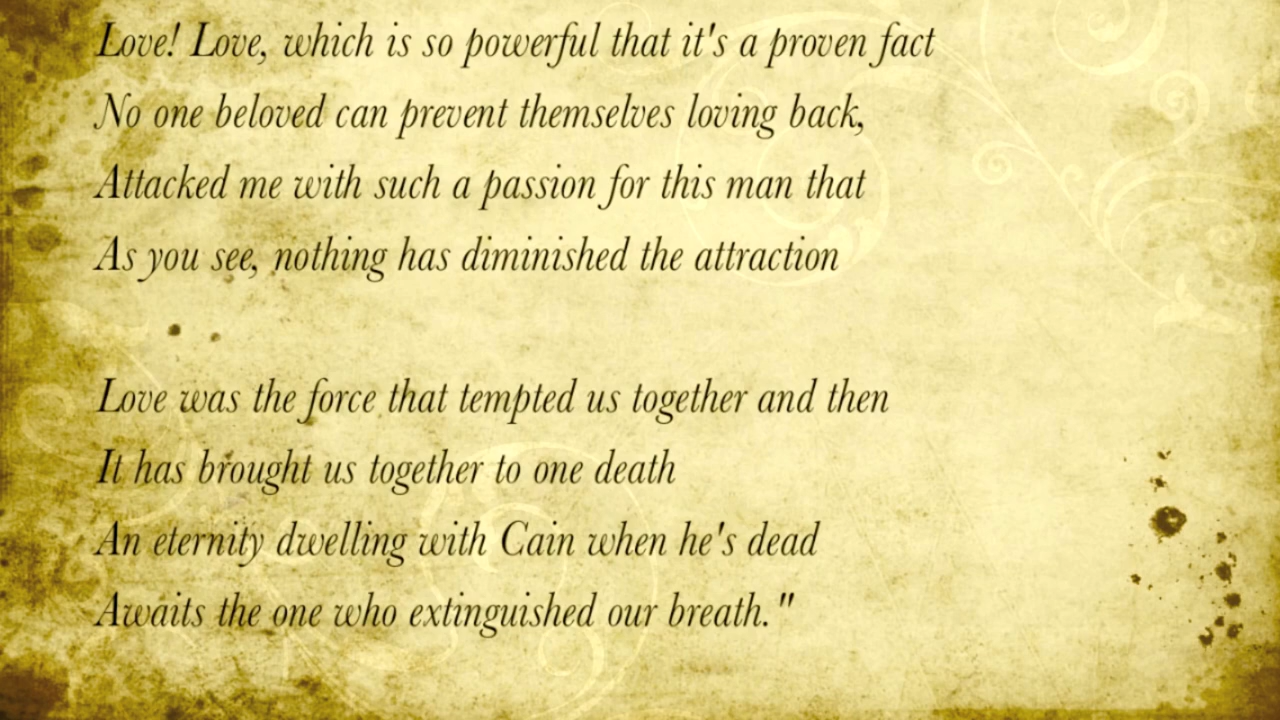 Love! Love, which is so powerful that it's a proven fact
No one beloved can prevent themselves loving back,
Attacked me with such a passion for this man that
As you see, nothing has diminished the attraction
Love was the force that tempted us together and then
It has brought us together to one death
An eternity dwelling with Cain when he's dead
Awaits the one who extinguished our breath."